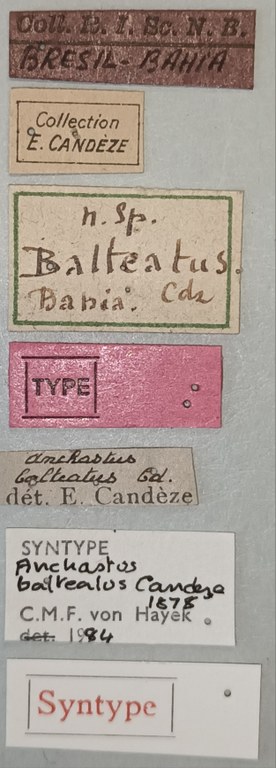 Coll. R. I. Sc. N. B.
BRESIL-BAHIA
Collection
E. CANDÈZE
n. sp.
Balteatus.
Bahia. Cdz
TYPE
Anchastus
balteatus Cd.
dét. E. Candèze
SYNTYPE
Anchastus
balteatus Candeze
1878
C.M.F. von Hayek
det. 1984
Syntype